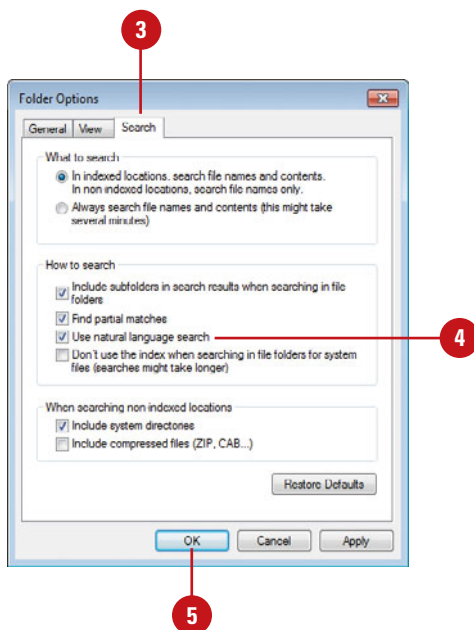 3
Folder Options
General View Search
What to search
In indexed locations, search file names and contents.
In non indexed locations, search file names only.
Always search file names and contents (this might take
several minutes)
How to search
Include subfolders in search results when searching in file
folders
Find partial matches
Use natural language search
4
Don't use the index when searching in file folders for system
files (searches might take longer)
When searching non indexed locations
Include system directories
Include compressed files (ZIP, CAB...)
Restore Defaults
OK Cancel Apply
5